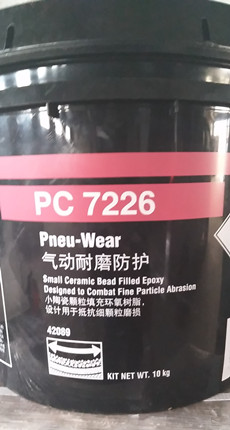 PC 7226
Pneu-Wear
气动耐磨防护
Small Ceramic Bead Filled Epoxy
Designed to Combat Fine Particle Abrasion
小陶瓷颗粒填充环氧树脂，
设计用于抵抗细颗粒磨损
42089
KIT NET WT. 10 kg